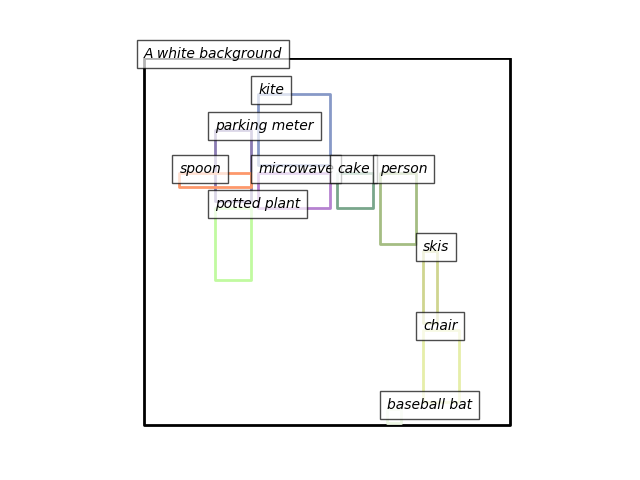 A white background
kite
parking meter
spoon
microwave
cake
person
potted plant
skis
chair
baseball bat